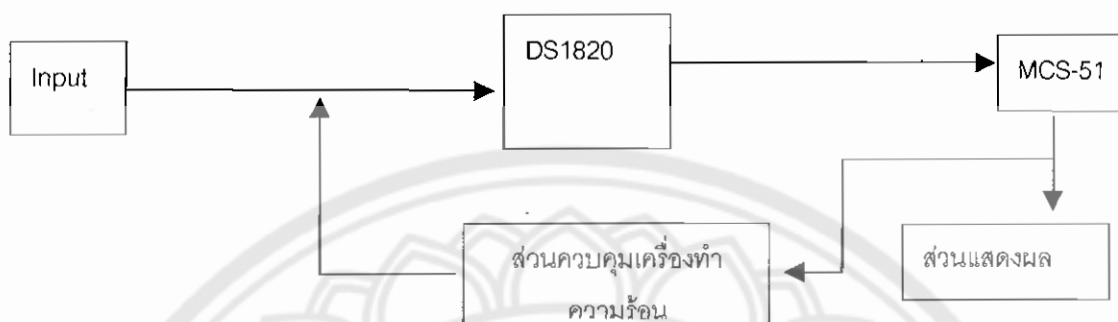 Input
DS1820
MCS-51
ส่วนควบคุมเครื่องทำ
ความร้อน
ส่วนแสดงผล